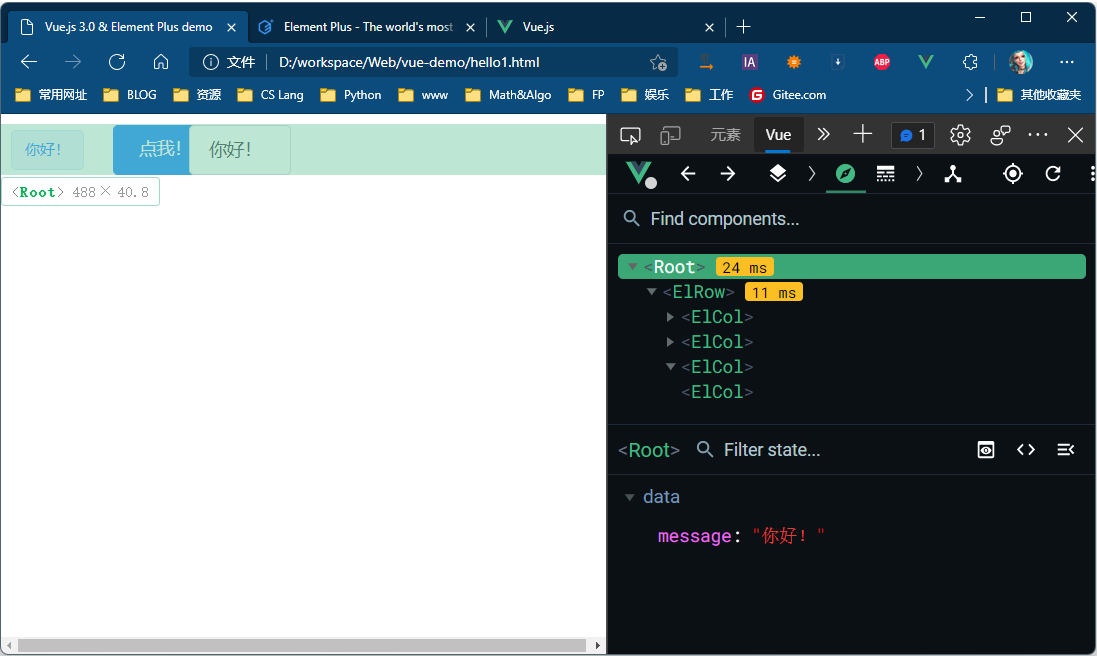 Vue.js 3.0 & Element Plus demo
Element Plus - The world's most
Vue.js
文件
D:/workspace/Web/vue-demo/hello1.html
IA
ABP
常用网址
BLOG
资源
CS Lang
Python
www
Math&Algo
FP
娱乐
工作
G
Gitee.com
其他收藏夹
你好！
点我！
你好！
<Root> 488 × 40.8
元素
Vue
1
Find components...
<Root> 24 ms
<ElRow> 11 ms
<ElCol>
<ElCol>
<ElCol>
<ElCol>
<Root>
Filter state...
data
message: "你好！"